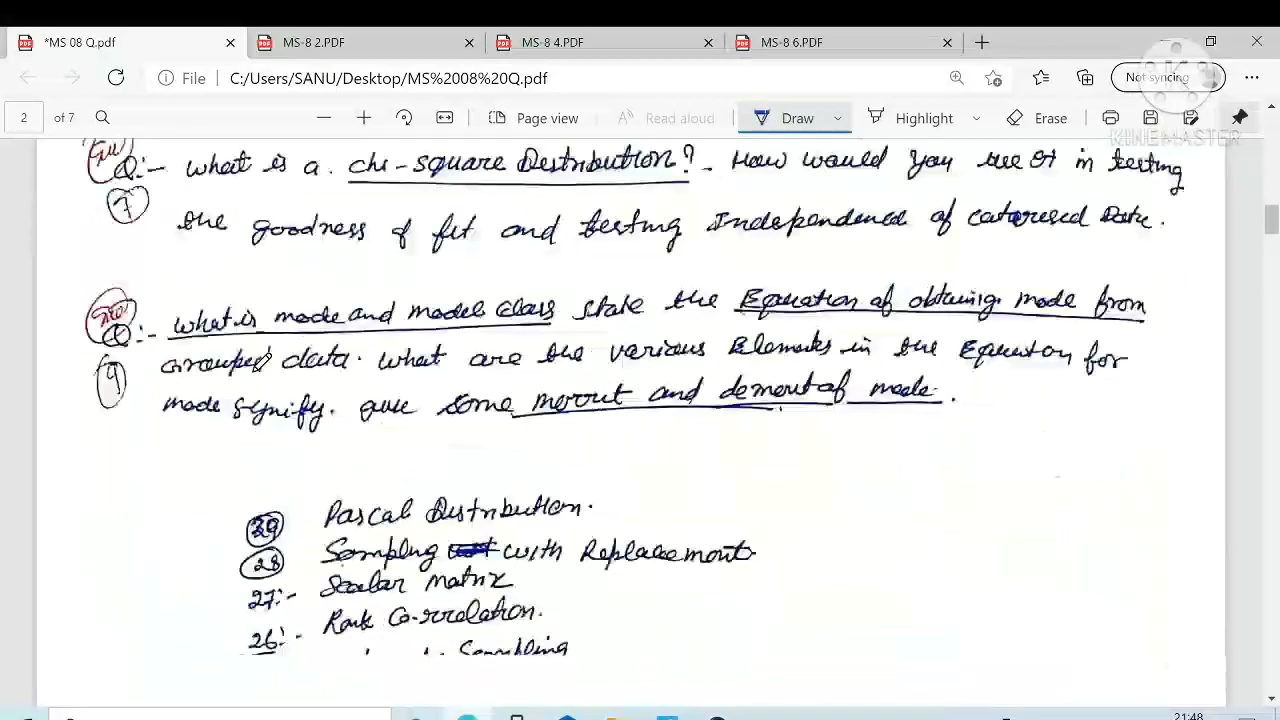 *MS 08 Q.pdf
MS-8 2.PDF
MS-8 4.PDF
MS-8 6.PDF
File
C:/Users/SANU/Desktop/MS%2008%20Q.pdf
Not syncing
2 of 7
Page view
Read aloud
Draw
Highlight
Erase
KINEMASTER
Q:- What is a chi-square Distribution? How would you use it in testing
7
the goodness of fit and testing Independence of Data.
Q:- What is mode and model class state the Equation of obtaining mode from
9
Grouped data. What are the various Elements in the Equation for
mode signify. give some and of mode.
29 Pascal Distribution.
28 with Replacement
27:- Scalar matrix
26:- Rank Co-rrelation.
21:48